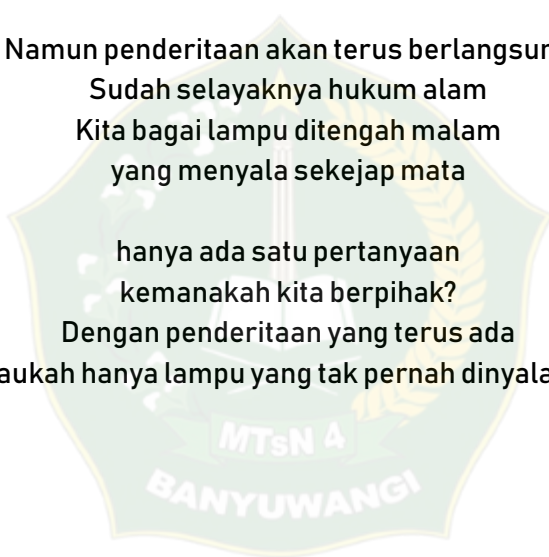 Namun penderitaan akan terus berlangsun
Sudah selayaknya hukum alam
Kita bagai lampu ditengah malam
yang menyala sekejap mata
hanya ada satu pertanyaan
kemanakah kita berpihak?
Dengan penderitaan yang terus ada
aukah hanya lampu yang tak pernah dinyala
MTsN 4
BANYUWANGI